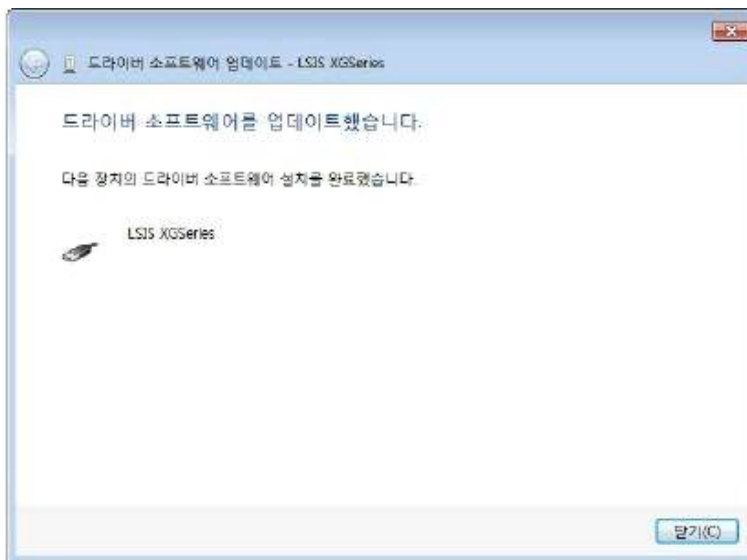 드라이버 소프트웨어 업데이트 - LSIS XGSeries
드라이버 소프트웨어를 업데이트했습니다.
다음 장치의 드라이버 소프트웨어 설치를 완료했습니다.
LSIS XGSeries
닫기(C)